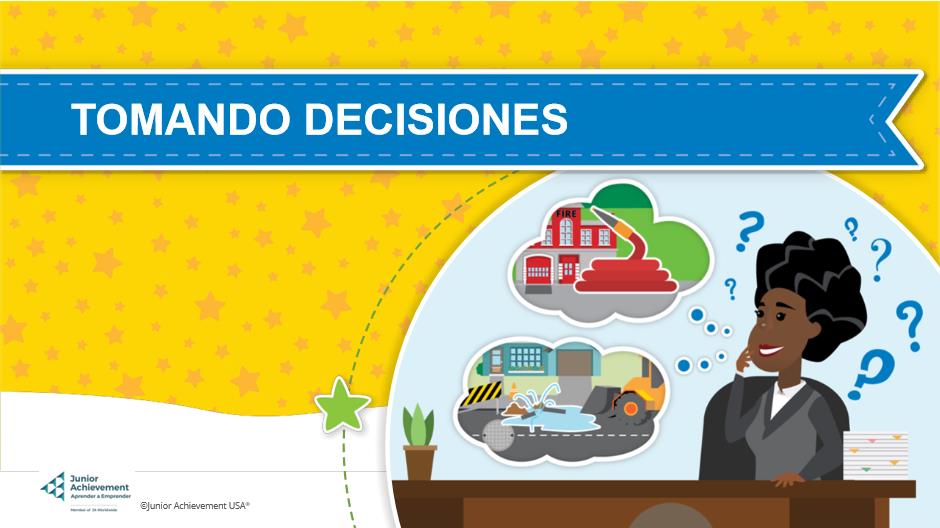 TOMANDO DECISIONES
FIRE
?
?
?
?
?
?
Junior
Achievement
Aprender a Emprender
Member of JA Worldwide
©Junior Achievement USA®